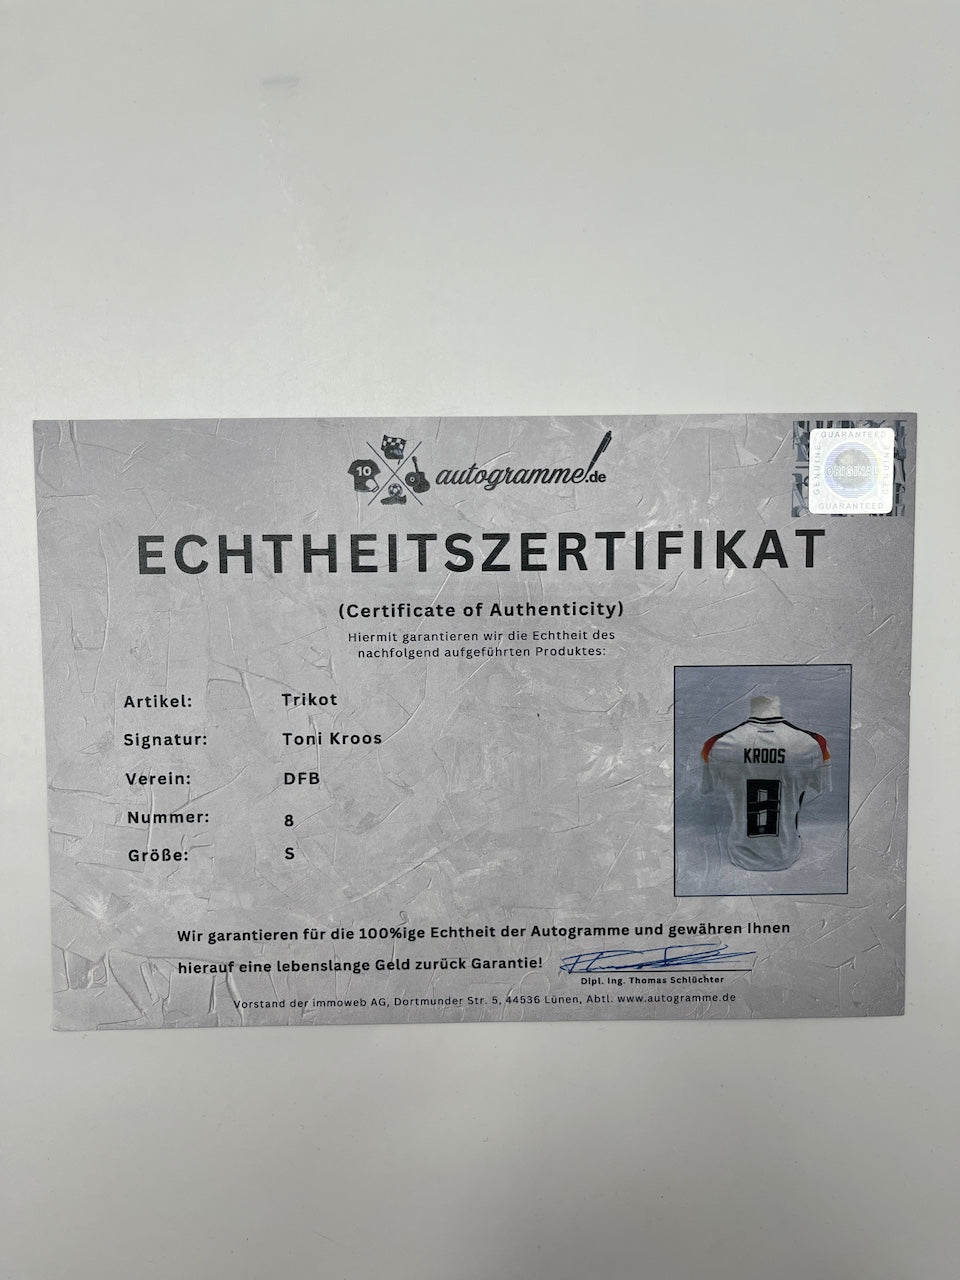 10
autogramme!.de
GUARANTEED
GENUINE
ORIGINAL
GENUINE
GUARANTEED
ECHTHEITSZERTIFIKAT
(Certificate of Authenticity)
Hiermit garantieren wir die Echtheit des
nachfolgend aufgeführten Produktes:
Artikel: Trikot
Signatur: Toni Kroos
Verein: DFB
Nummer: 8
Größe: S
KROOS
8
Wir garantieren für die 100%ige Echtheit der Autogramme und gewähren Ihnen
hierauf eine lebenslange Geld zurück Garantie!
Dipl. Ing. Thomas Schlüchter
Vorstand der immoweb AG, Dortmunder Str. 5, 44536 Lünen, Abtl. www.autogramme.de